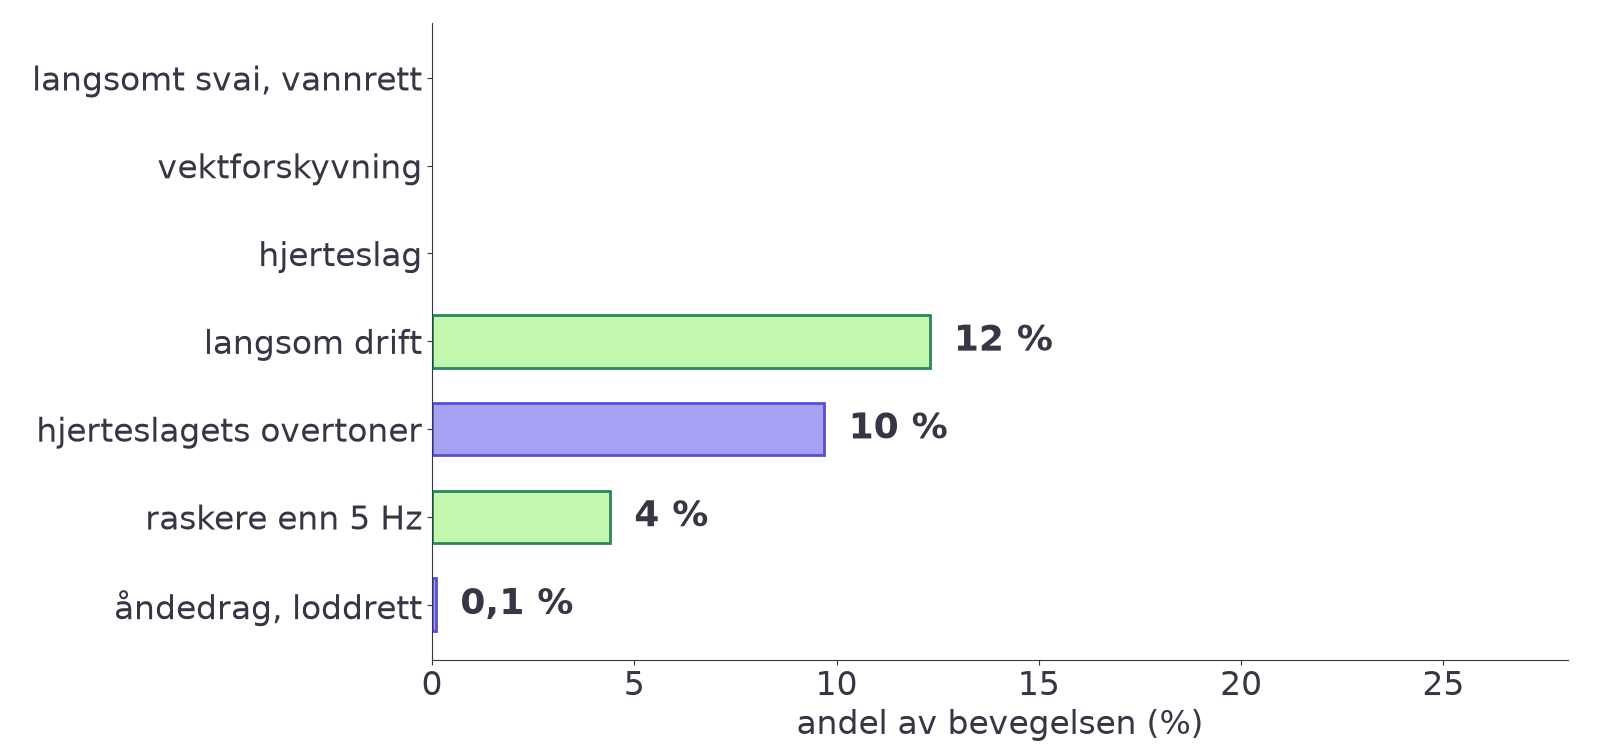 langsomt svai, vannrett
vektforskyvning
hjerteslag
langsom drift 12 %
hjerteslagets overtoner 10 %
raskere enn 5 Hz 4 %
åndedrag, loddrett 0,1 %
0 5 10 15 20 25
andel av bevegelsen (%)